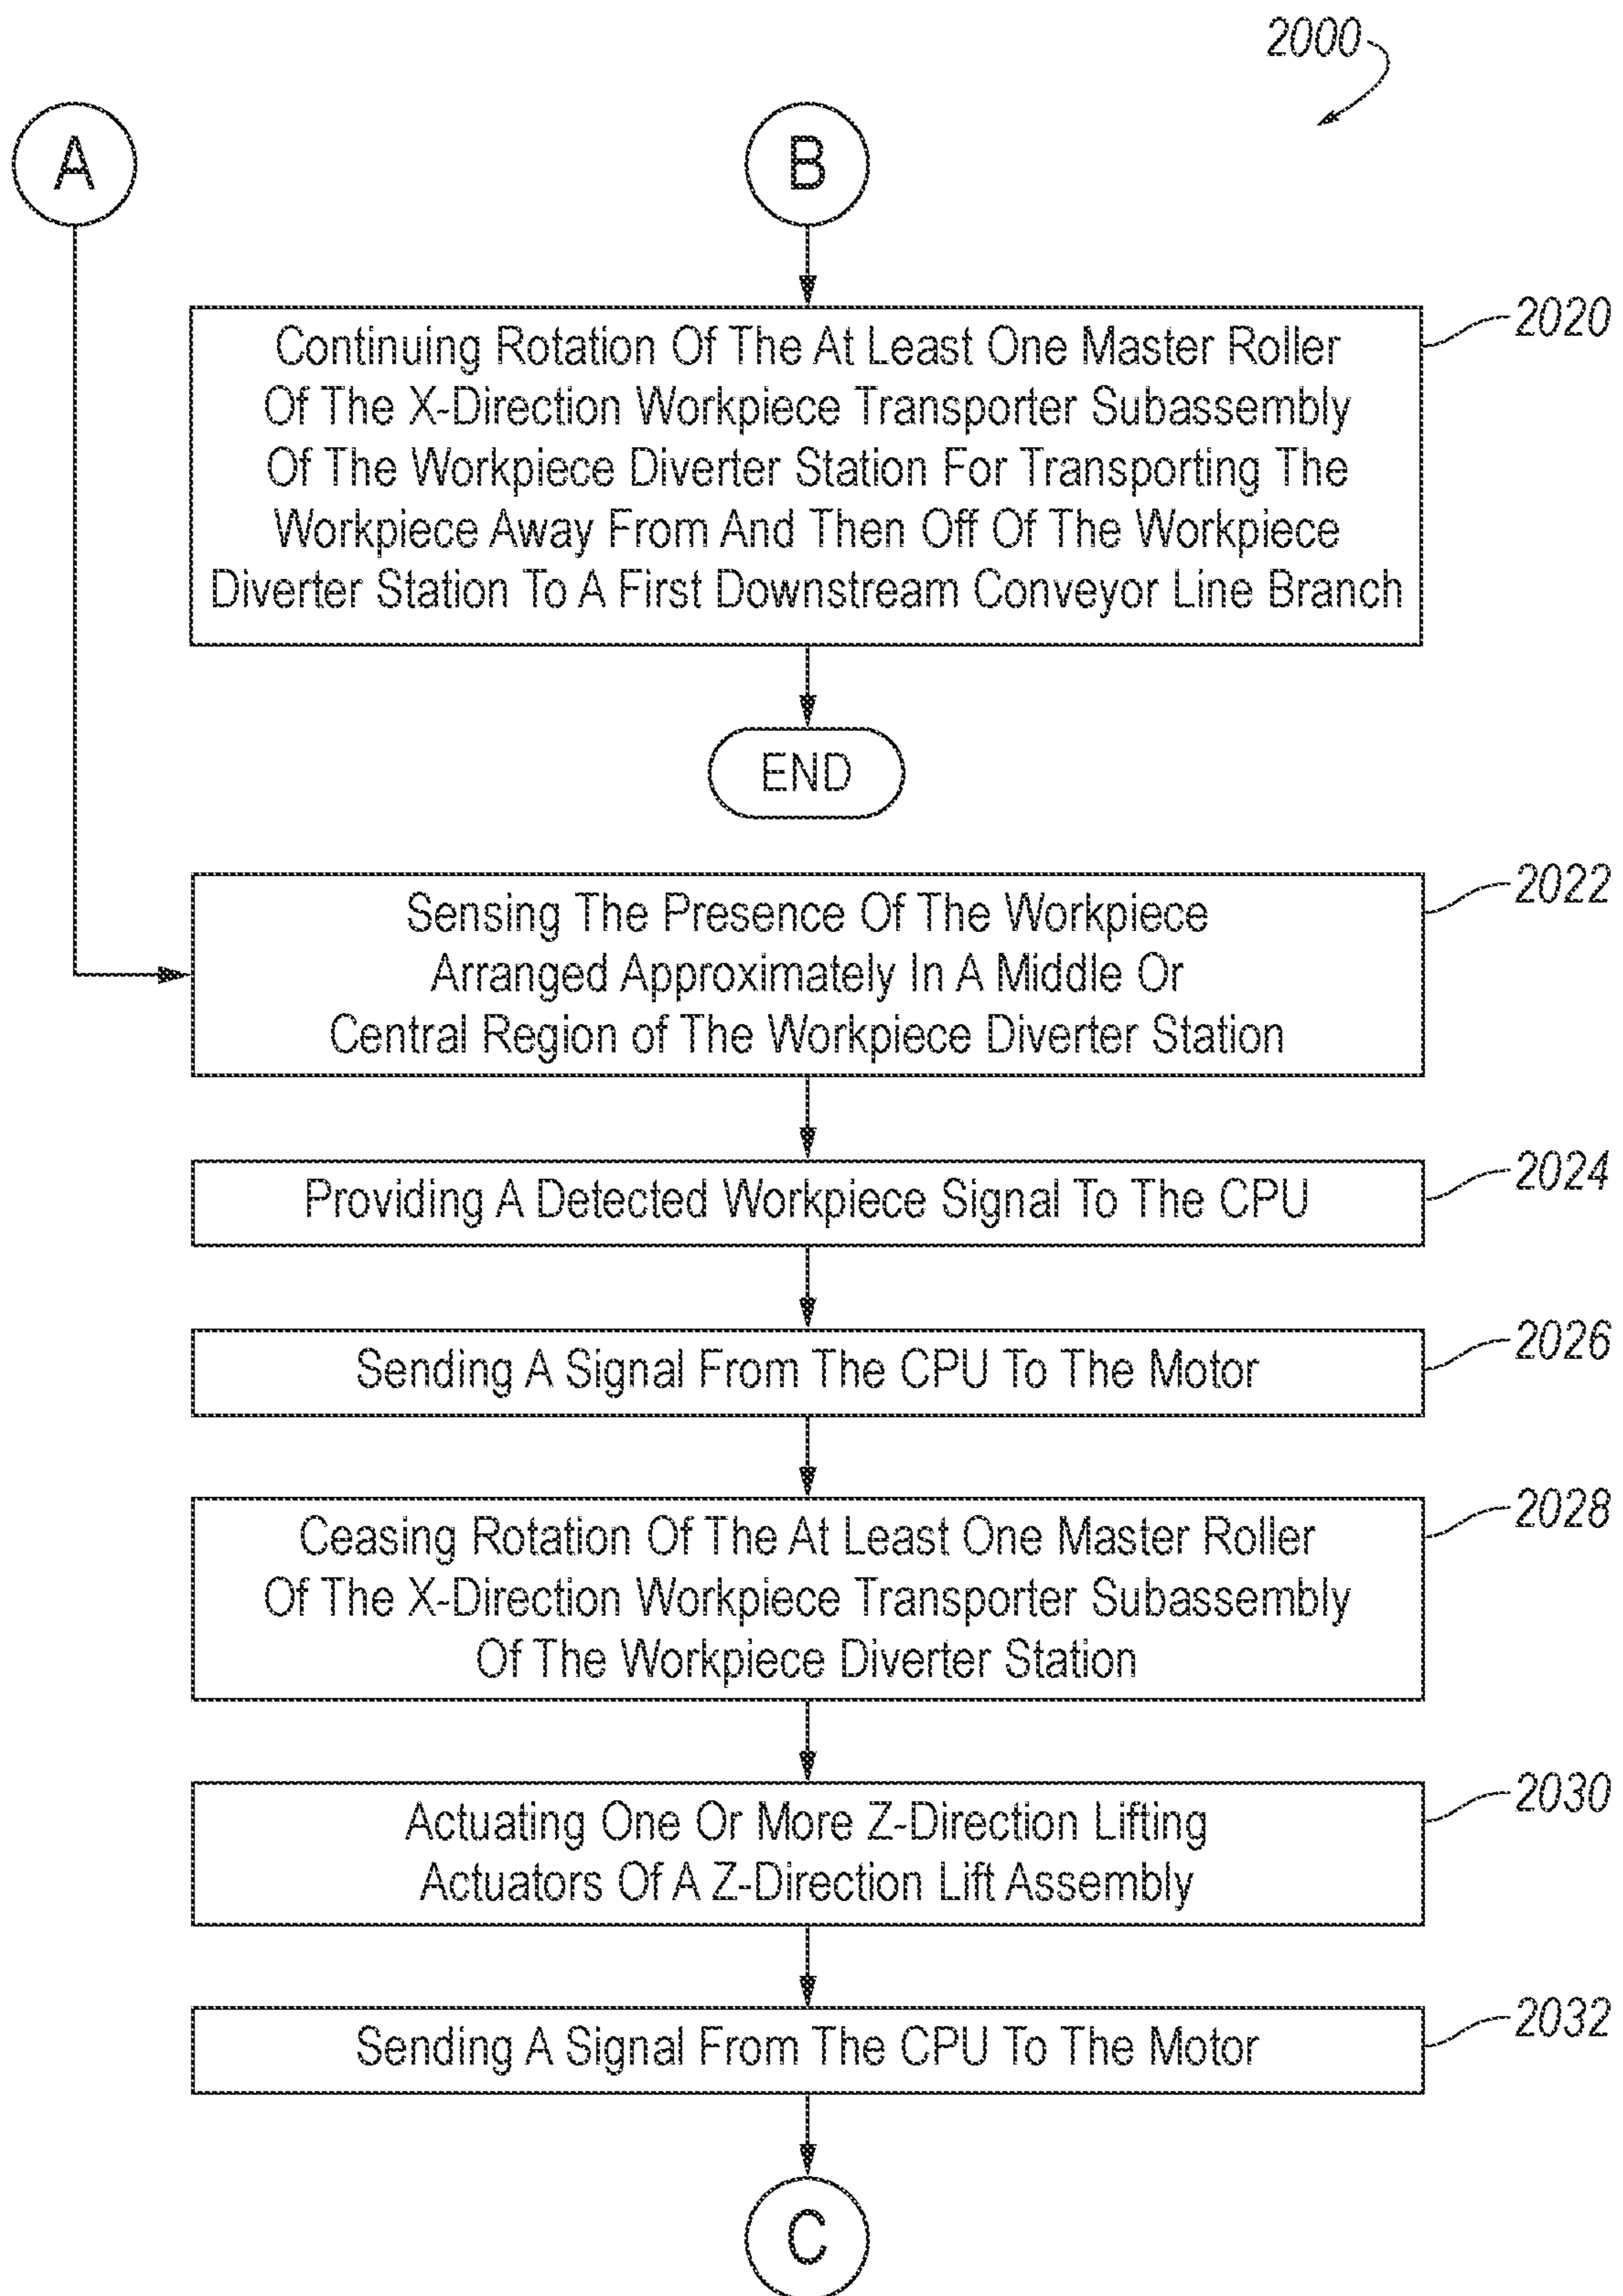 2000
A
B
2020
Continuing Rotation Of The At Least One Master Roller
Of The X-Direction Workpiece Transporter Subassembly
Of The Workpiece Diverter Station For Transporting The
Workpiece Away From And Then Off Of The Workpiece
Diverter Station To A First Downstream Conveyor Line Branch
END
2022
Sensing The Presence Of The Workpiece
Arranged Approximately In A Middle Or
Central Region of The Workpiece Diverter Station
2024
Providing A Detected Workpiece Signal To The CPU
2026
Sending A Signal From The CPU To The Motor
2028
Ceasing Rotation Of The At Least One Master Roller
Of The X-Direction Workpiece Transporter Subassembly
Of The Workpiece Diverter Station
2030
Actuating One Or More Z-Direction Lifting
Actuators Of A Z-Direction Lift Assembly
2032
Sending A Signal From The CPU To The Motor
C